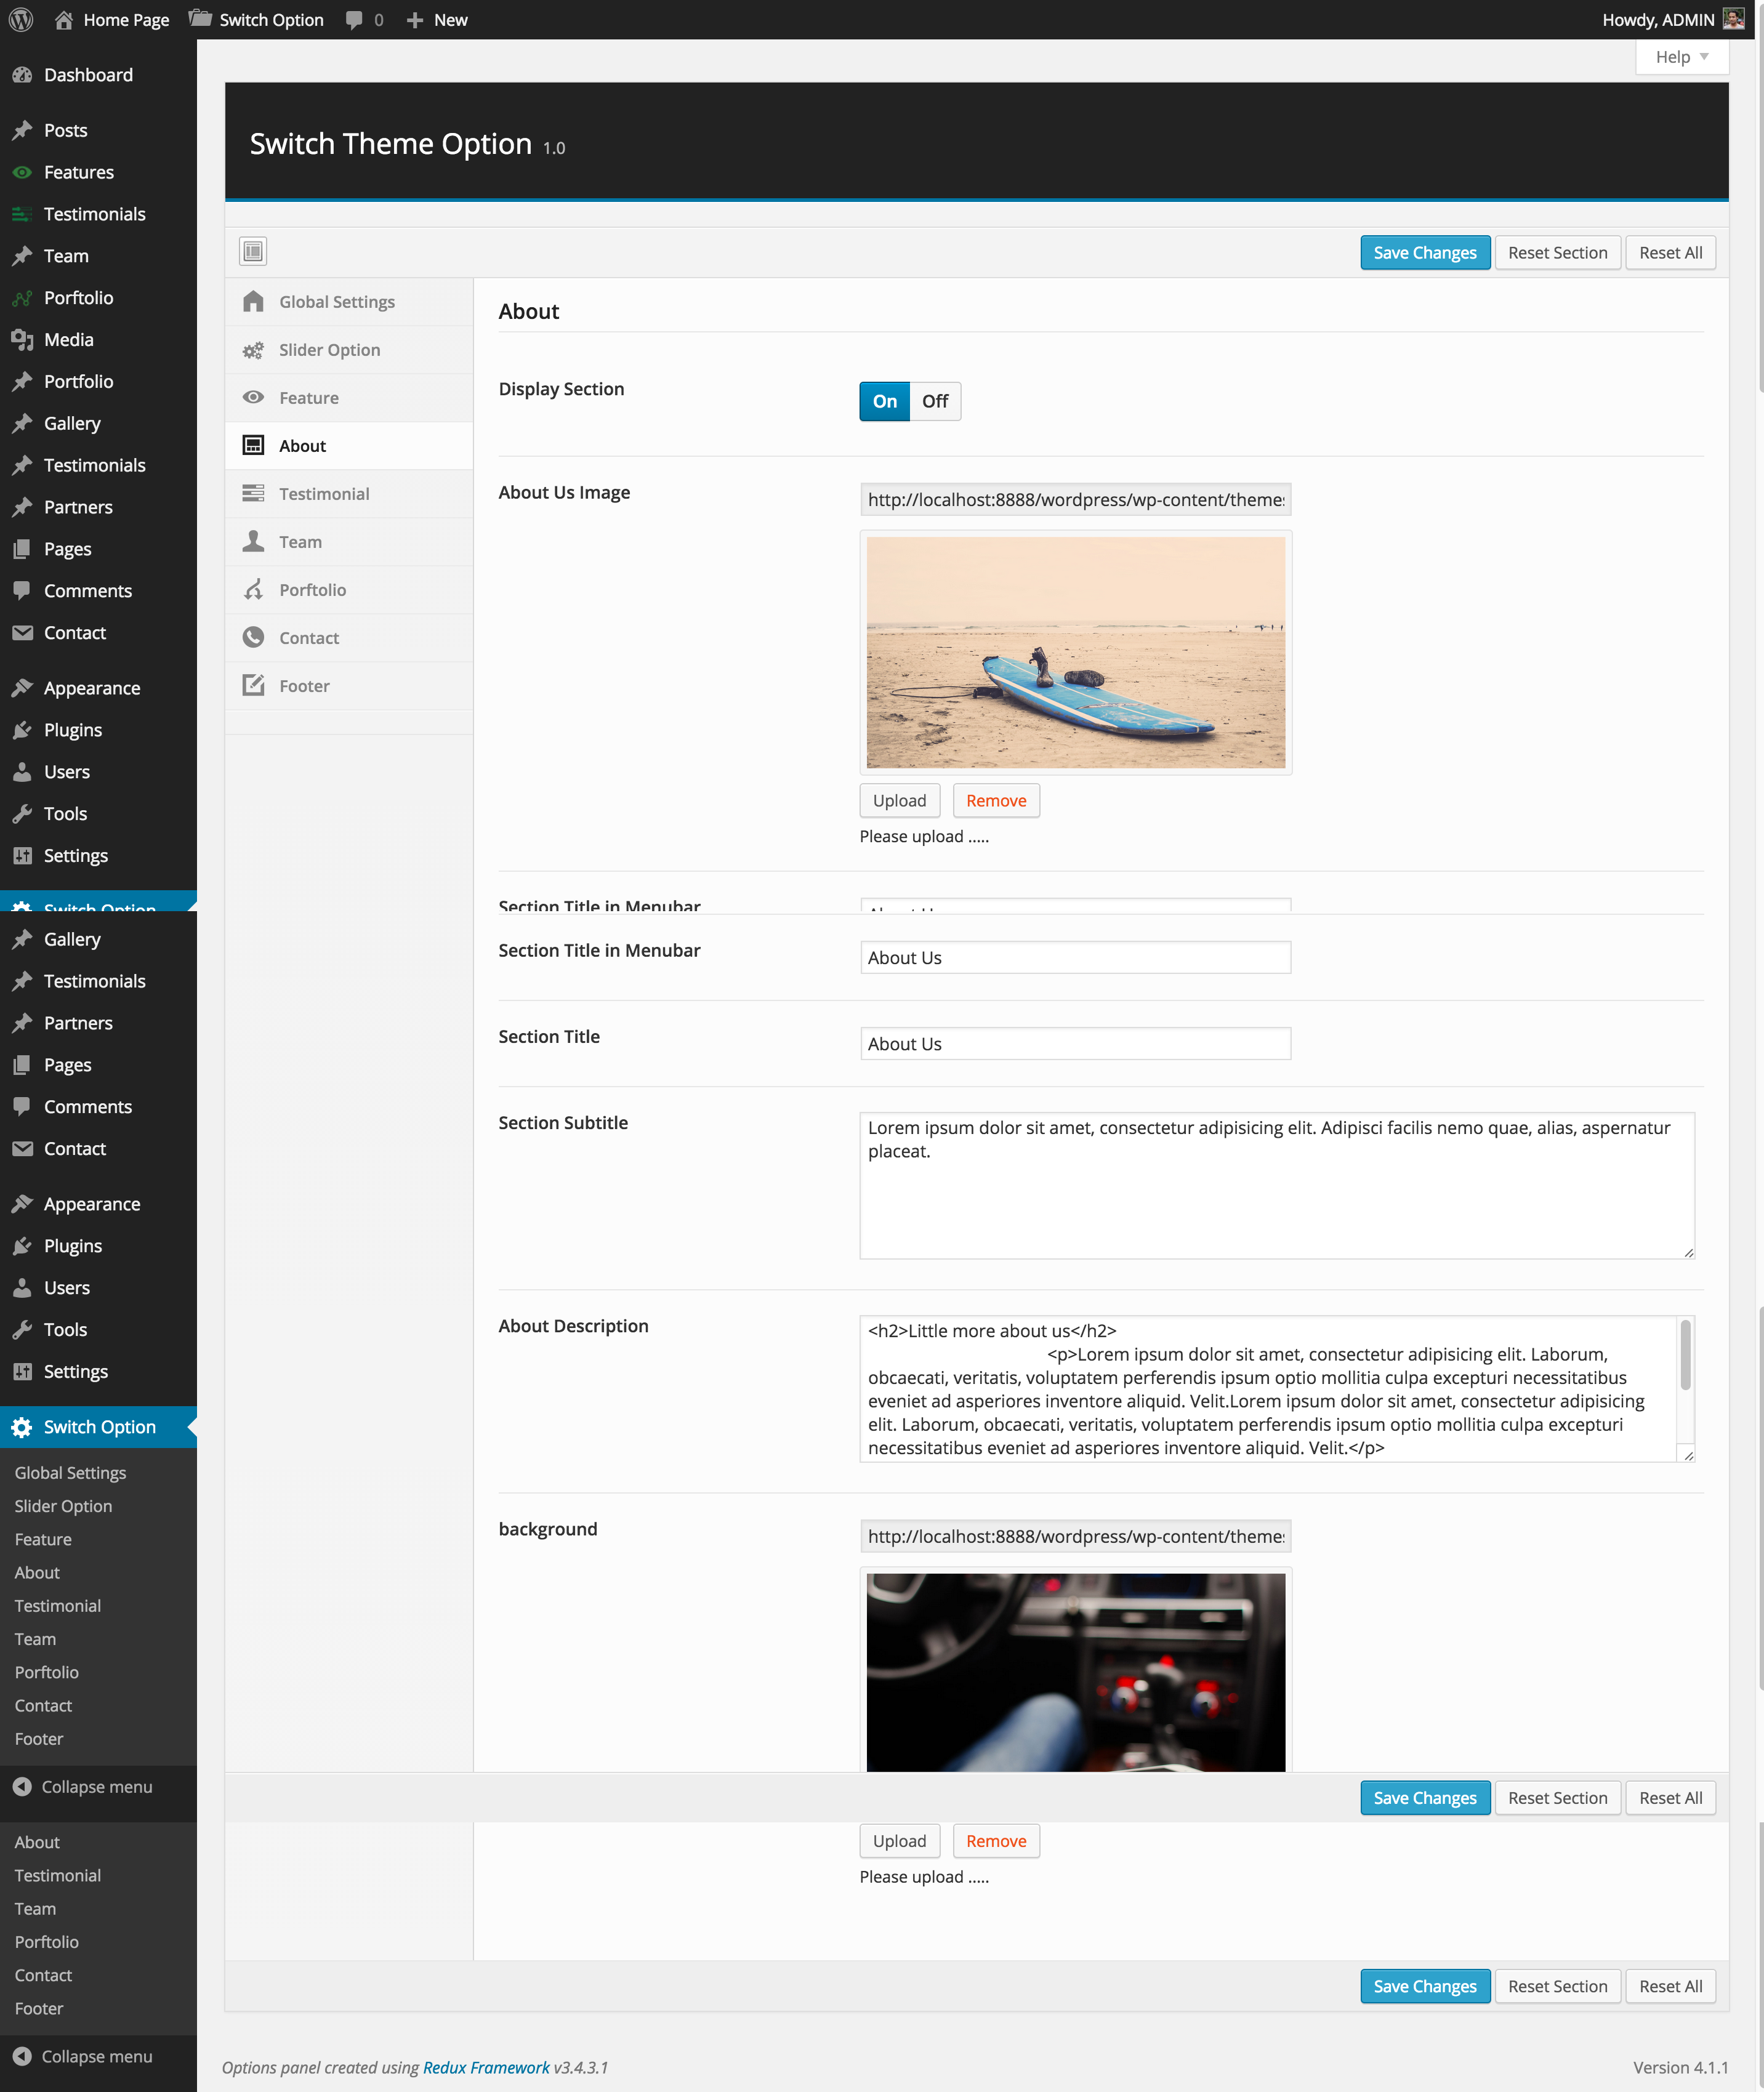 Home Page Switch Option 0 New Howdy, ADMIN
Help
Dashboard
Posts
Features
Testimonials
Team
Porftolio
Media
Portfolio
Gallery
Testimonials
Partners
Pages
Comments
Contact
Appearance
Plugins
Users
Tools
Settings
Switch Option
Gallery
Testimonials
Partners
Pages
Comments
Contact
Appearance
Plugins
Users
Tools
Settings
Switch Option
Global Settings
Slider Option
Feature
About
Testimonial
Team
Porftolio
Contact
Footer
Collapse menu
About
Testimonial
Team
Porftolio
Contact
Footer
Collapse menu
Switch Theme Option 1.0
Save Changes Reset Section Reset All
Global Settings
Slider Option
Feature
About
Testimonial
Team
Porftolio
Contact
Footer
About
Display Section On Off
About Us Image http://localhost:8888/wordpress/wp-content/theme
Upload Remove
Please upload .....
Section Title in Menubar About Us
Section Title in Menubar About Us
Section Title About Us
Section Subtitle Lorem ipsum dolor sit amet, consectetur adipisicing elit. Adipisci facilis nemo quae, alias, aspernatur
placeat.
About Description <h2>Little more about us</h2>
<p>Lorem ipsum dolor sit amet, consectetur adipisicing elit. Laborum,
obcaecati, veritatis, voluptatem perferendis ipsum optio mollitia culpa excepturi necessitatibus
eveniet ad asperiores inventore aliquid. Velit.Lorem ipsum dolor sit amet, consectetur adipisicing
elit. Laborum, obcaecati, veritatis, voluptatem perferendis ipsum optio mollitia culpa excepturi
necessitatibus eveniet ad asperiores inventore aliquid. Velit.</p>
background http://localhost:8888/wordpress/wp-content/theme
Save Changes Reset Section Reset All
Upload Remove
Please upload .....
Save Changes Reset Section Reset All
Options panel created using Redux Framework v3.4.3.1 Version 4.1.1